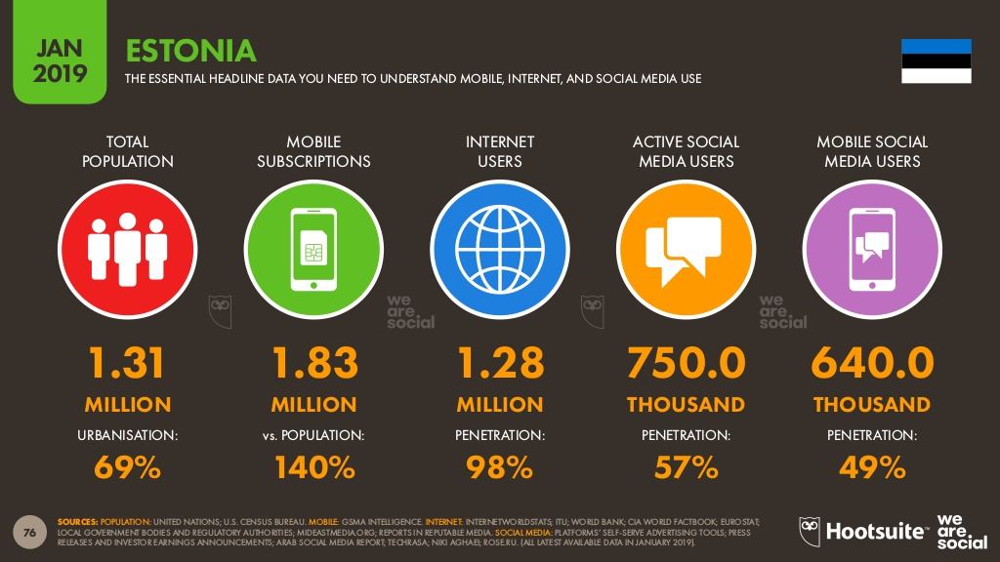 JAN
2019
ESTONIA
THE ESSENTIAL HEADLINE DATA YOU NEED TO UNDERSTAND MOBILE, INTERNET, AND SOCIAL MEDIA USE
TOTAL
POPULATION
MOBILE
SUBSCRIPTIONS
INTERNET
USERS
ACTIVE SOCIAL
MEDIA USERS
MOBILE SOCIAL
MEDIA USERS
we
are
social
we
are
social
1.31
MILLION
URBANISATION:
69%
1.83
MILLION
vs. POPULATION:
140%
1.28
MILLION
PENETRATION:
98%
750.0
THOUSAND
PENETRATION:
57%
640.0
THOUSAND
PENETRATION:
49%
76
SOURCES: POPULATION: UNITED NATIONS; U.S. CENSUS BUREAU. MOBILE: GSMA INTELLIGENCE. INTERNET: INTERNETWORLDSTATS; ITU; WORLD BANK; CIA WORLD FACTBOOK; EUROSTAT;
LOCAL GOVERNMENT BODIES AND REGULATORY AUTHORITIES; MIDEASTMEDIA.ORG; REPORTS IN REPUTABLE MEDIA. SOCIAL MEDIA: PLATFORMS' SELF-SERVE ADVERTISING TOOLS; PRESS
RELEASES AND INVESTOR EARNINGS ANNOUNCEMENTS; ARAB SOCIAL MEDIA REPORT; TECHRASA; NIKI AGHAEI; ROSE.RU. (ALL LATEST AVAILABLE DATA IN JANUARY 2019).
Hootsuite™
we
are
social